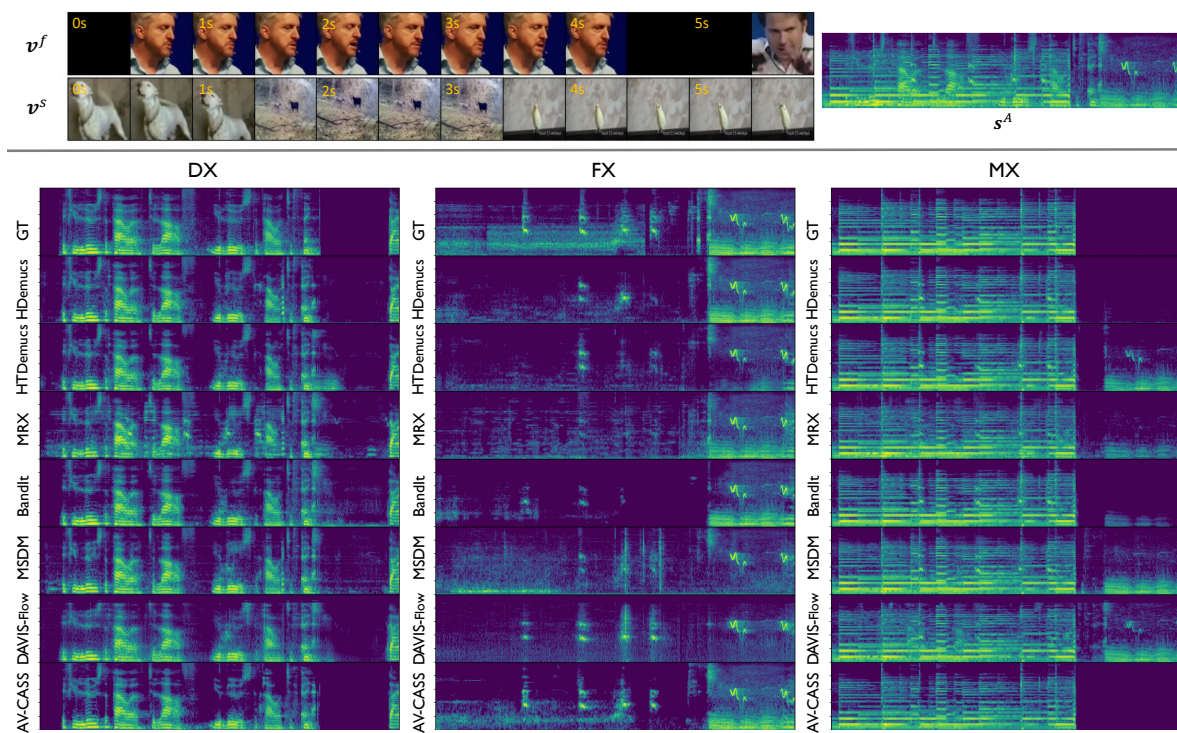 0s 1s 2s 3s 4s 5s
v^f
0s 1s 2s 3s 4s 5s
v^s
s^A
DX FX MX
GT GT GT
HDemucs HDemucs HDemucs
HTDemucs HTDemucs HTDemucs
MRX MRX MRX
BandIt BandIt BandIt
MSDM MSDM MSDM
DAVIS-Flow DAVIS-Flow DAVIS-Flow
AV-CASS AV-CASS AV-CASS